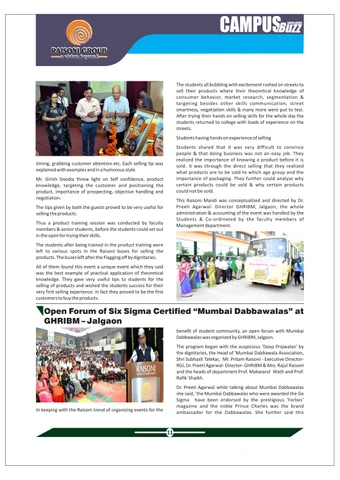 CAMPUS
BUZZ
RAISONI GROUP
a vision beyond
timing, grabbing customer attention etc. Each selling tip was
explained with examples and in a humorous style.
Mr. Girish Sisodia threw light on Self confidence, product
knowledge, targeting the customer and positioning the
product, importance of prospecting, objective handling and
negotiation.
The tips given by both the guests proved to be very useful for
selling the products.
Thus a product training session was conducted by faculty
members & senior students, before the students could set out
in the open for trying their skills.
The students after being trained in the product training were
left to various spots in the Raisoni buses for selling the
products. The buses left after the Flagging off by dignitaries.
All of them found this event a unique event which they said
was the best example of practical application of theoretical
knowledge. They gave very useful tips to students for the
selling of products and wished the students success for their
very first selling experience. In fact they proved to be the first
customers to buy the products.
The students all bubbling with excitement rushed on streets to
sell their products where their theoretical knowledge of
consumer behavior, market research, segmentation &
targeting besides other skills communication, street
smartness, negotiation skills & many more were put to test.
After trying their hands on selling skills for the whole day the
students returned to college with loads of experience on the
streets.
Students having hands on experience of selling
Students shared that it was very difficult to convince
people & that doing business was not an easy job. They
realised the importance of knowing a product before it is
sold. It was through the direct selling that they realized
what products are to be sold to which age group and the
importance of packaging. They further could analyze why
certain products could be sold & why certain products
could not be sold.
This Raisoni Mandi was conceptualized and directed by Dr.
Preeti Agarwal- Director GHRIBM, Jalgaon, the whole
administration & accounting of the event was handled by the
Students & Co-ordinated by the faculty members of
Management department.
Open Forum of Six Sigma Certified “Mumbai Dabbawalas” at
GHRIBM – Jalgaon
RAISONI
In keeping with the Raisoni trend of organizing events for the
benefit of student community, an open forum with Mumbai
Dabbawalas was organized by GHRIBM, Jalgaon.
The program began with the auspicious 'Deep Prajwalan' by
the dignitaries, the Head of 'Mumbai Dabbawala Association,
Shri Subhash Talekar, Mr. Pritam Raisoni - Executive Director-
RGI, Dr. Preeti Agarwal- Director- GHRIBM & Mrs. Rajul Raisoni
and the heads of department Prof. Makarand Wath and Prof.
Rafik Shaikh.
Dr. Preeti Agarwal while talking about Mumbai Dabbawalas
she said, 'the Mumbai Dabbawalas who were awarded the Six
Sigma have been endorsed by the prestigious 'Forbes'
magazine and the noble Prince Charles was the brand
ambassador for the Dabbawalas. She further said this